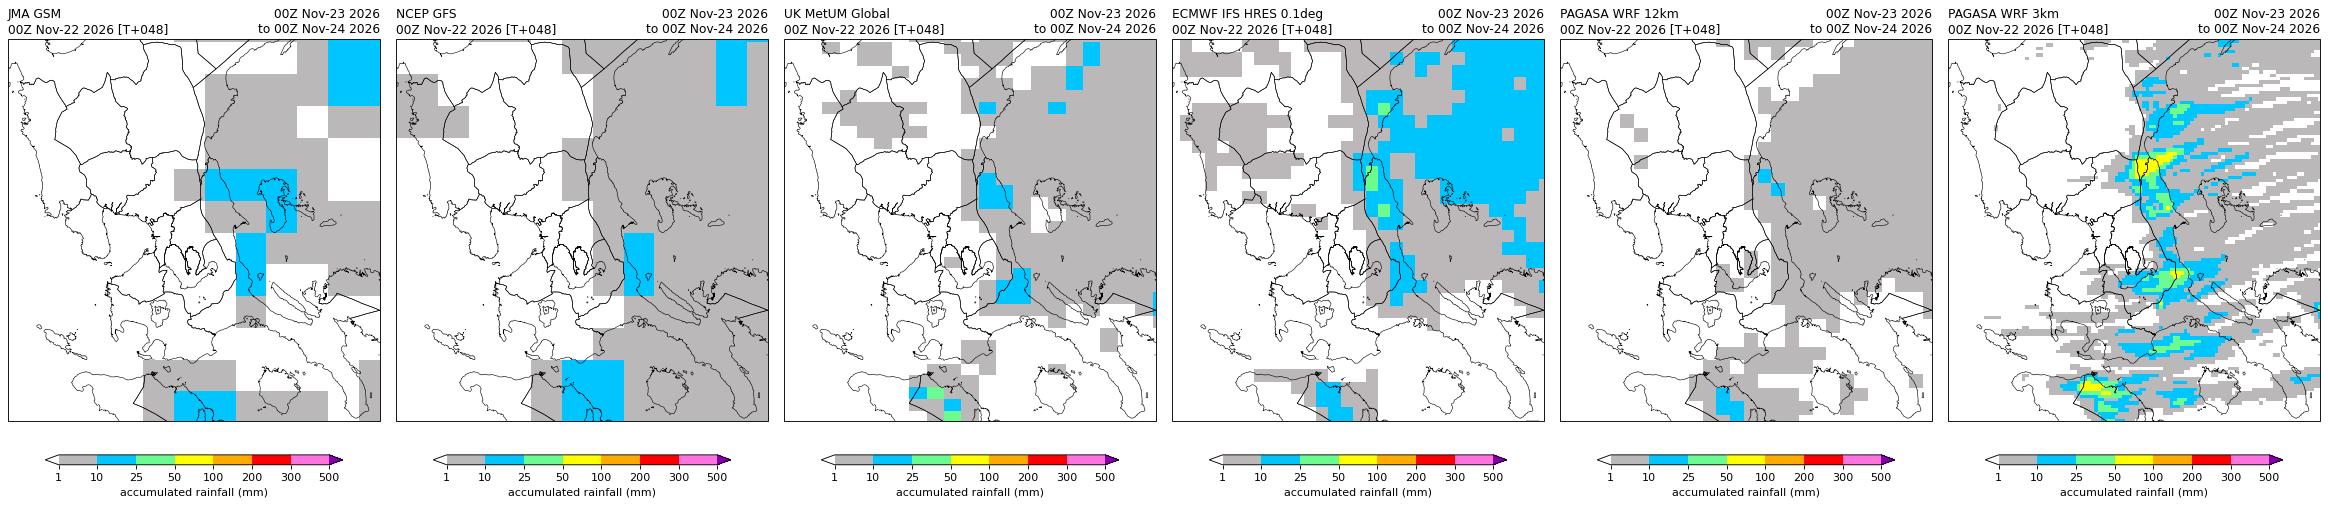 JMA GSM 00Z Nov-23 2026
00Z Nov-22 2026 [T+048] to 00Z Nov-24 2026
NCEP GFS 00Z Nov-23 2026
00Z Nov-22 2026 [T+048] to 00Z Nov-24 2026
UK MetUM Global 00Z Nov-23 2026
00Z Nov-22 2026 [T+048] to 00Z Nov-24 2026
ECMWF IFS HRES 0.1deg 00Z Nov-23 2026
00Z Nov-22 2026 [T+048] to 00Z Nov-24 2026
PAGASA WRF 12km 00Z Nov-23 2026
00Z Nov-22 2026 [T+048] to 00Z Nov-24 2026
PAGASA WRF 3km 00Z Nov-23 2026
00Z Nov-22 2026 [T+048] to 00Z Nov-24 2026
1 10 25 50 100 200 300 500
accumulated rainfall (mm)
1 10 25 50 100 200 300 500
accumulated rainfall (mm)
1 10 25 50 100 200 300 500
accumulated rainfall (mm)
1 10 25 50 100 200 300 500
accumulated rainfall (mm)
1 10 25 50 100 200 300 500
accumulated rainfall (mm)
1 10 25 50 100 200 300 500
accumulated rainfall (mm)